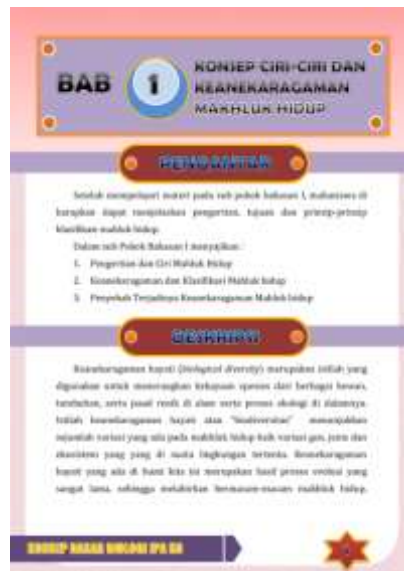 BAB 1
KONSEP CIRI-CIRI DAN
KEANEKARAGAMAN
MAKHLUK HIDUP
PENGANTAR
Setelah mempelajari materi pada sub pokok bahasan 1, mahasiswa di
harapkan dapat menjelaskan pengertian, tujuan dan prinsip-prinsip
klasifikasi makhluk hidup.
Dalam sub Pokok Bahasan I menyajikan :
1. Pengertian dan Ciri Mahluk Hidup
2. Keanekaragaman dan Klasifikasi Mahluk hidup
3. Penyebab Terjadinya Keanekaragaman Mahluk hidup
DESKRIPSI
Keanekaragaman hayati (biological diversity) merupakan istilah yang
digunakan untuk menerangkan kekayaan spesies dari berbagai hewan,
tumbuhan, serta jasad renik di alam serta proses ekologi di dalamnya.
Istilah keanekaragaman hayati atau "biodiversitas" menunjukkan
sejumlah variasi yang ada pada makhluk hidup baik variasi gen, jenis dan
ekosistem yang yang di suatu lingkungan tertentu. Keanekaragaman
hayati yang ada di bumi kita ini merupakan hasil proses evolusi yang
sangat lama, sehingga melahirkan bermacam-macam makhluk hidup.
KONSEP DASAR BIOLOGI IPA SD